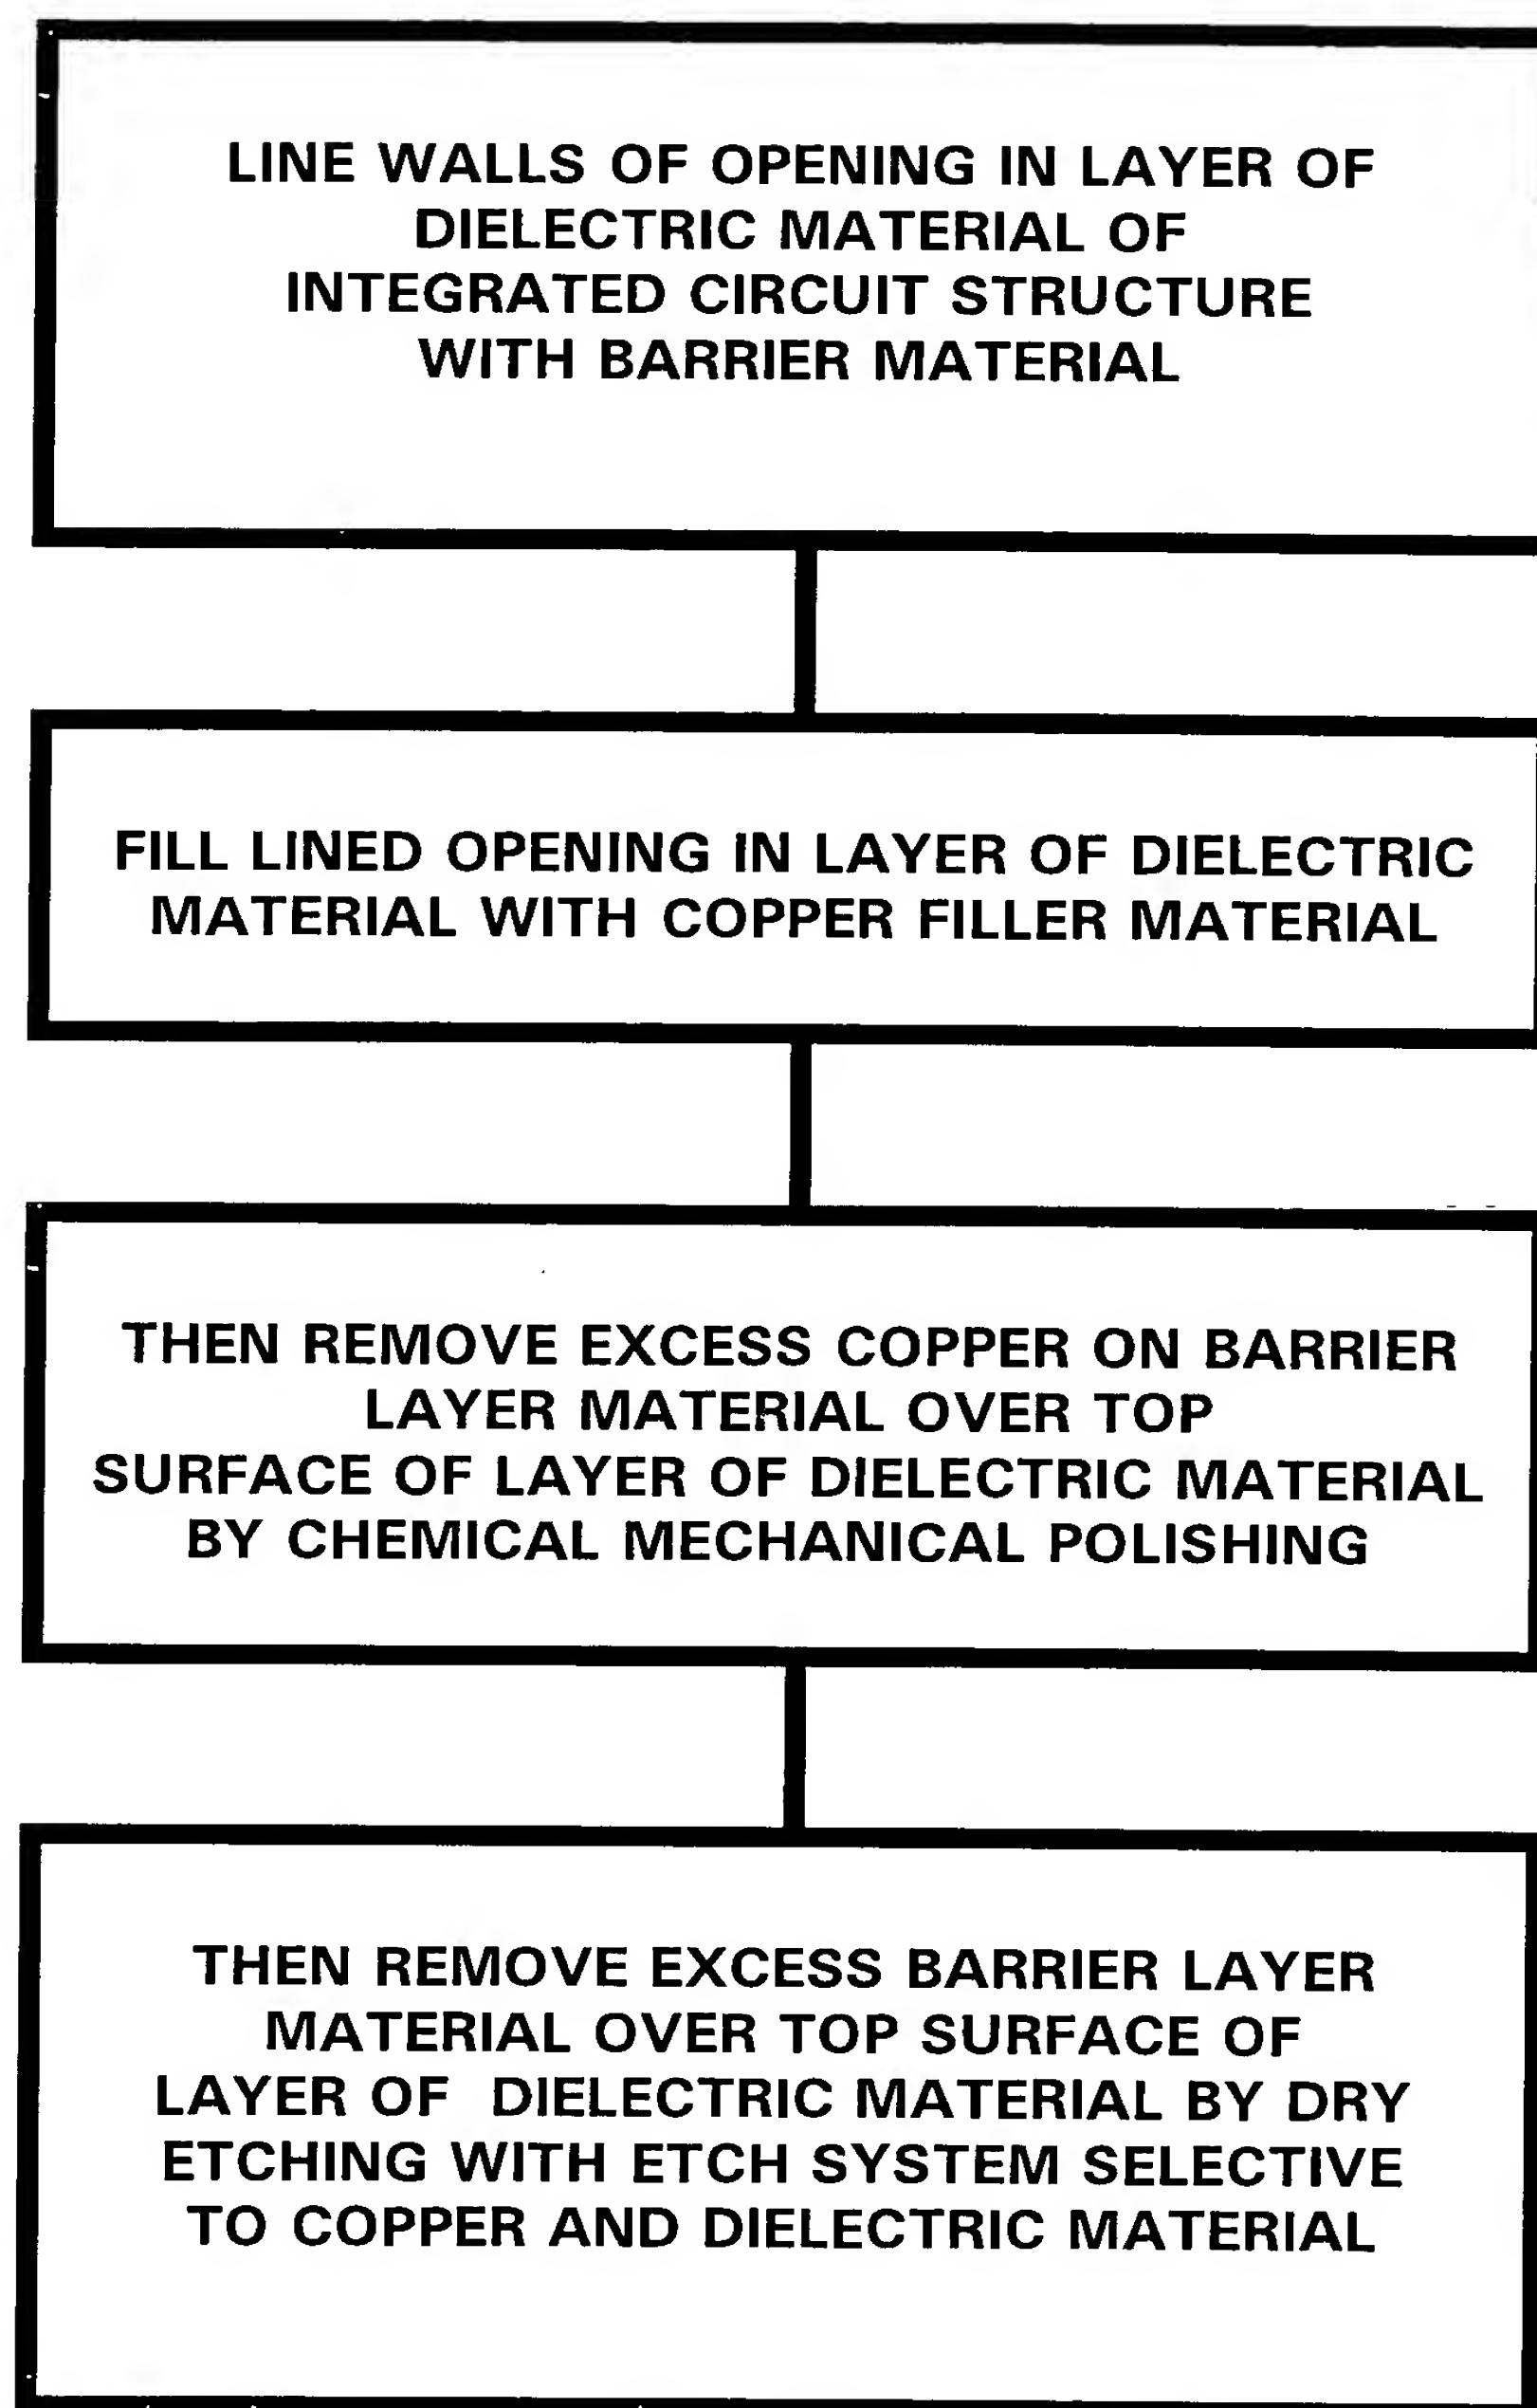 LINE WALLS OF OPENING IN LAYER OF
DIELECTRIC MATERIAL OF
INTEGRATED CIRCUIT STRUCTURE
WITH BARRIER MATERIAL
FILL LINED OPENING IN LAYER OF DIELECTRIC
MATERIAL WITH COPPER FILLER MATERIAL
THEN REMOVE EXCESS COPPER ON BARRIER
LAYER MATERIAL OVER TOP
SURFACE OF LAYER OF DIELECTRIC MATERIAL
BY CHEMICAL MECHANICAL POLISHING
THEN REMOVE EXCESS BARRIER LAYER
MATERIAL OVER TOP SURFACE OF
LAYER OF DIELECTRIC MATERIAL BY DRY
ETCHING WITH ETCH SYSTEM SELECTIVE
TO COPPER AND DIELECTRIC MATERIAL